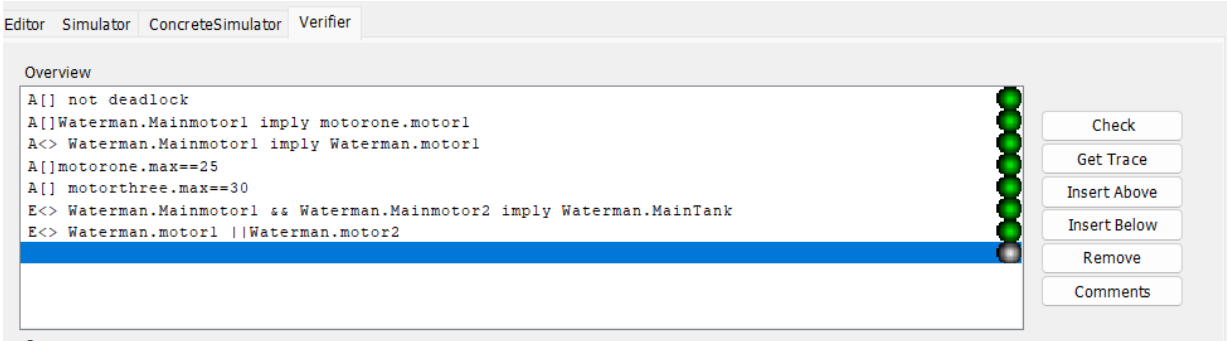 Editor Simulator ConcreteSimulator Verifier
Overview
A[] not deadlock
A[]Waterman.Mainmotor1 imply motorone.motor1
A<> Waterman.Mainmotor1 imply Waterman.motor1
A[]motorone.max==25
A[] motorthree.max==30
E<> Waterman.Mainmotor1 && Waterman.Mainmotor2 imply Waterman.MainTank
E<> Waterman.motor1 ||Waterman.motor2
Check
Get Trace
Insert Above
Insert Below
Remove
Comments